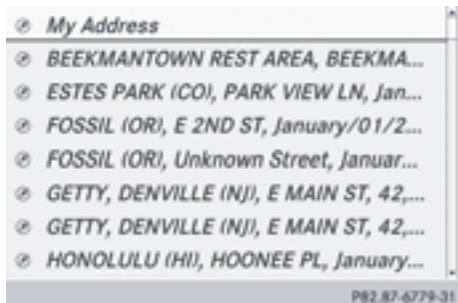 My Address
BEEKMANTOWN REST AREA, BEEKMA...
ESTES PARK (CO), PARK VIEW LN, Jan...
FOSSIL (OR), E 2ND ST, January/01/2...
FOSSIL (OR), Unknown Street, Januar...
GETTY, DENVILLE (NJ), E MAIN ST, 42,...
GETTY, DENVILLE (NJ), E MAIN ST, 42,...
HONOLULU (HI), HOONEE PL, January...
P82.87-6779-31